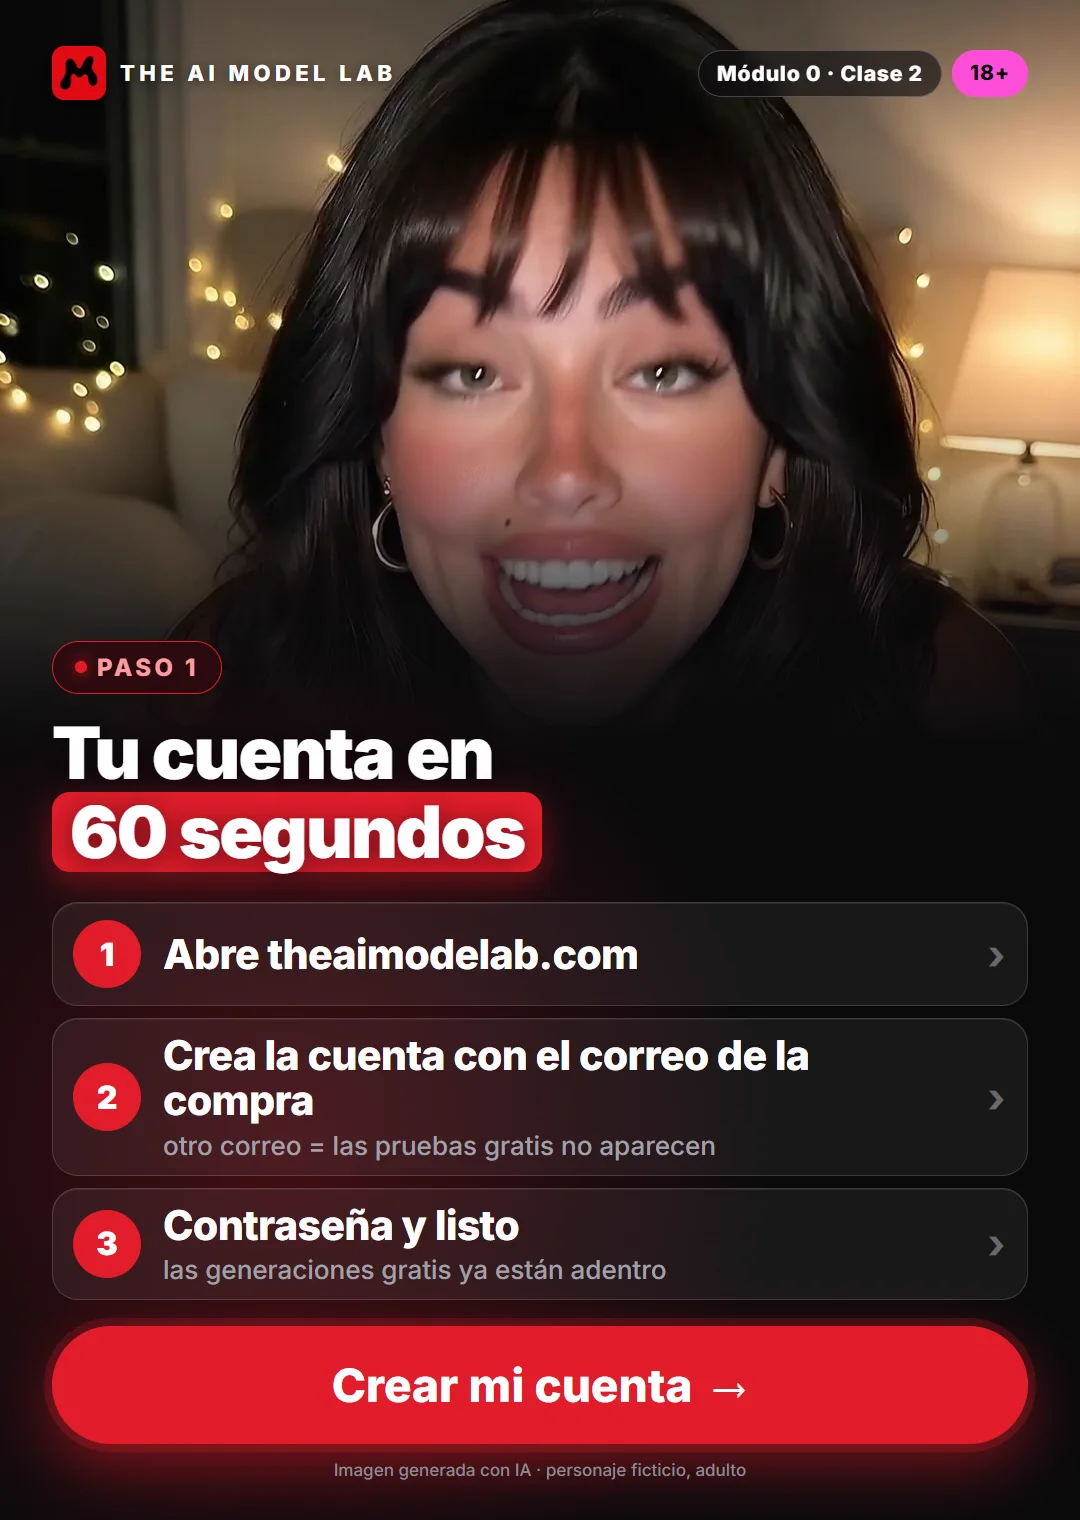 THE AI MODEL LAB
Módulo 0 · Clase 2
18+
PASO 1
Tu cuenta en
60 segundos
1
Abre theaimodelab.com
2
Crea la cuenta con el correo de la
compra
otro correo = las pruebas gratis no aparecen
3
Contraseña y listo
las generaciones gratis ya están adentro
Crear mi cuenta →
Imagen generada con IA · personaje ficticio, adulto